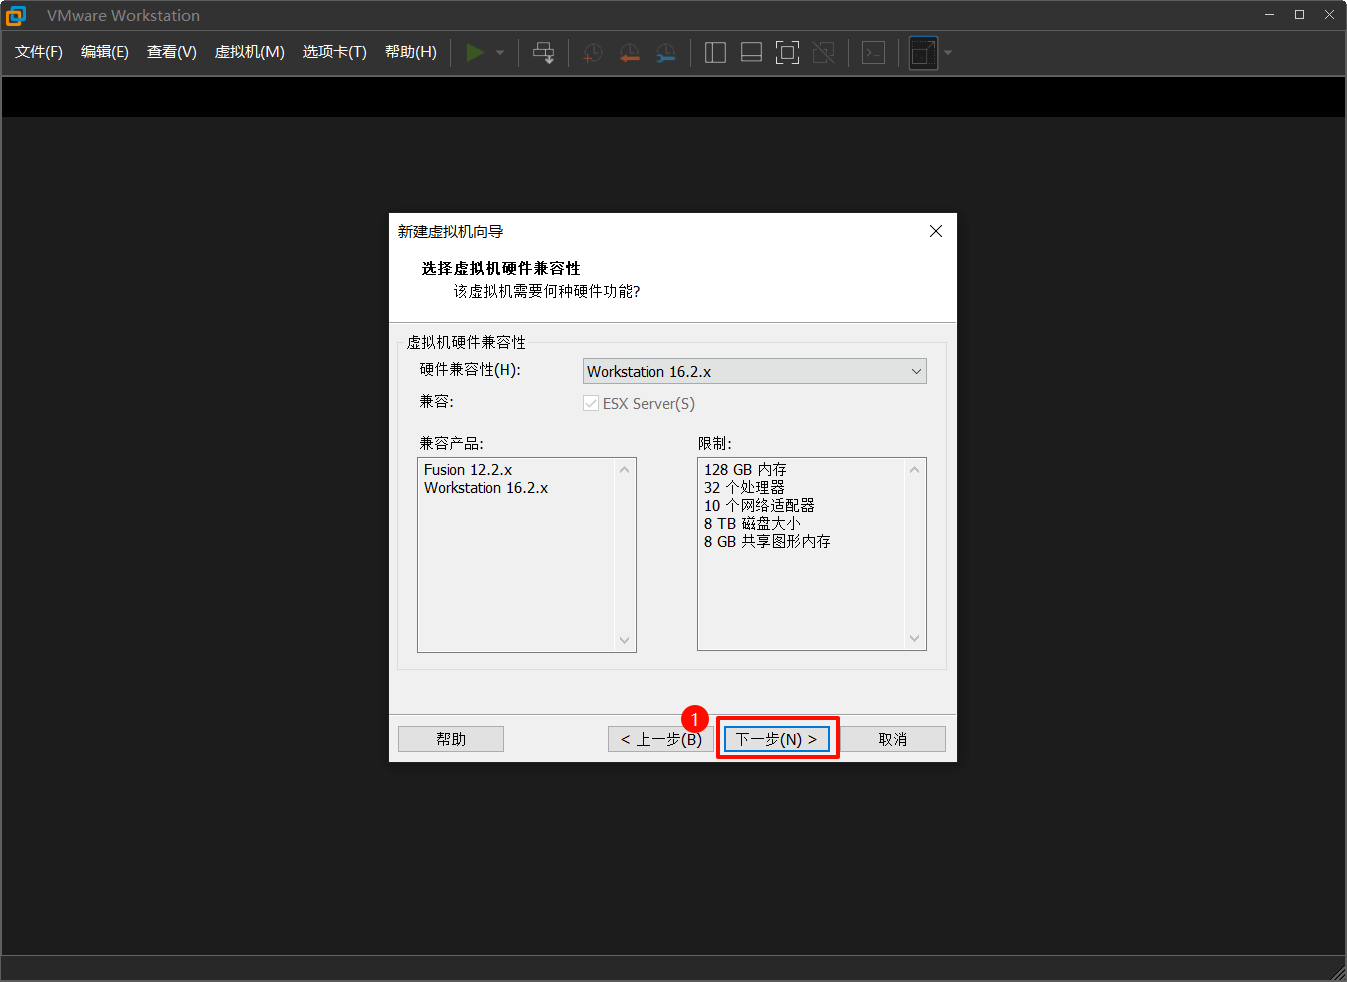 VMware Workstation
文件(F) 编辑(E) 查看(V) 虚拟机(M) 选项卡(T) 帮助(H)
新建虚拟机向导
选择虚拟机硬件兼容性
该虚拟机需要何种硬件功能?
虚拟机硬件兼容性
硬件兼容性(H):
Workstation 16.2.x
兼容:
ESX Server(S)
兼容产品:
Fusion 12.2.x
Workstation 16.2.x
限制:
128 GB 内存
32 个处理器
10 个网络适配器
8 TB 磁盘大小
8 GB 共享图形内存
1
帮助
< 上一步(B)
下一步(N) >
取消